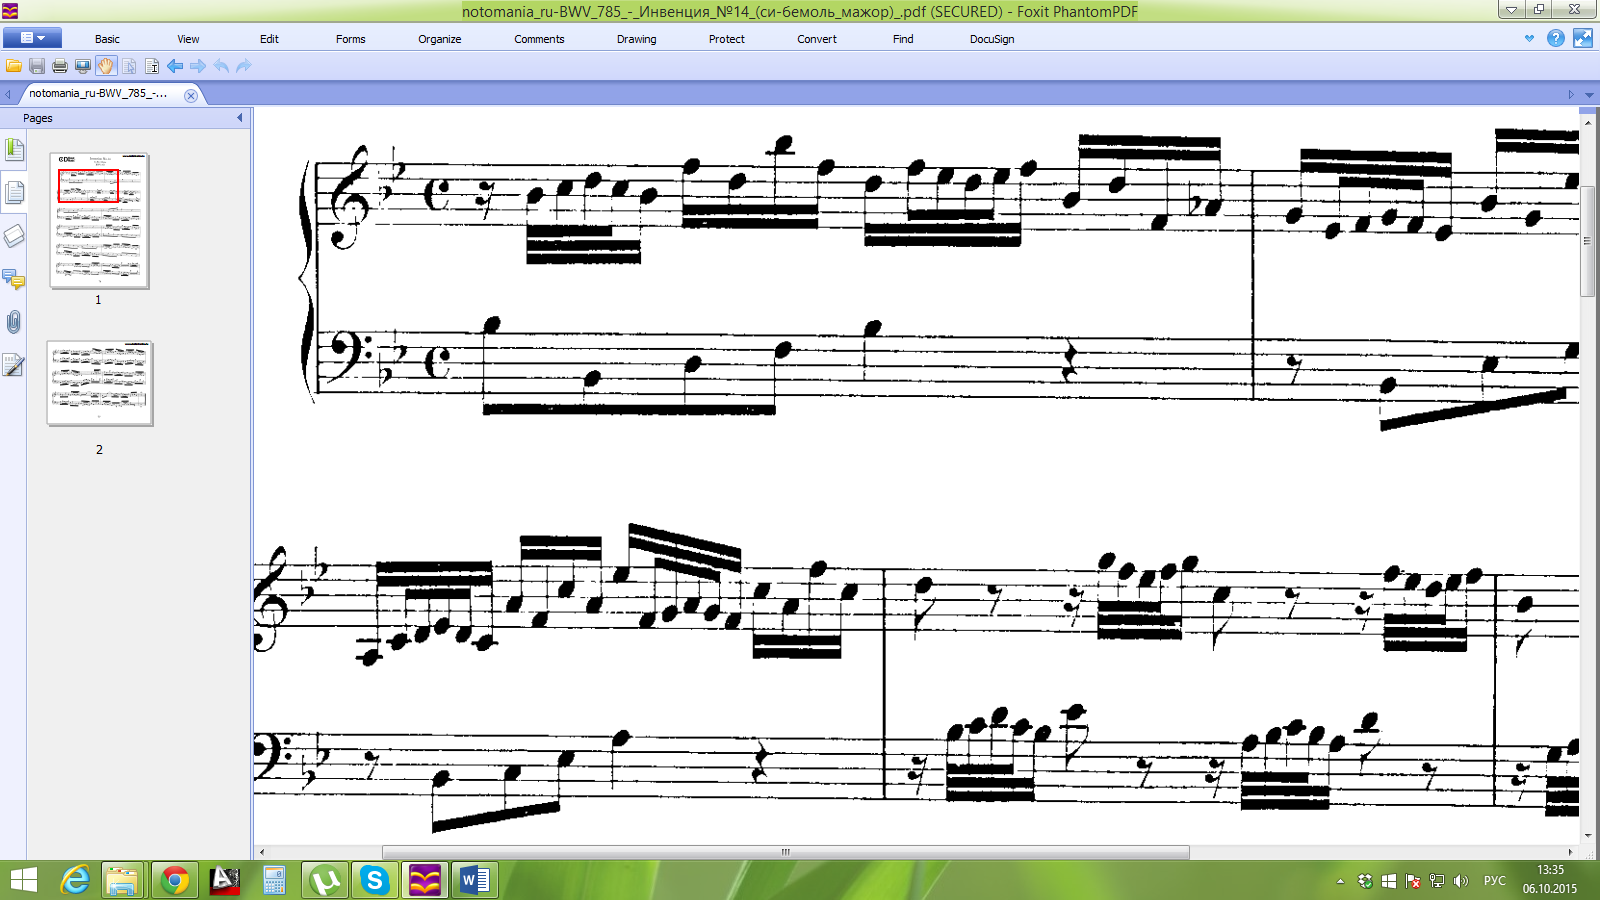 notomania_ru-BWV_785_-_Инвенция_№14_(си-бемоль_мажор)_.pdf (SECURED) - Foxit PhantomPDF
Basic View Edit Forms Organize Comments Drawing Protect Convert Find DocuSign
notomania_ru-BWV_785_-...
Pages
1
2
РУС
13:35
06.10.2015